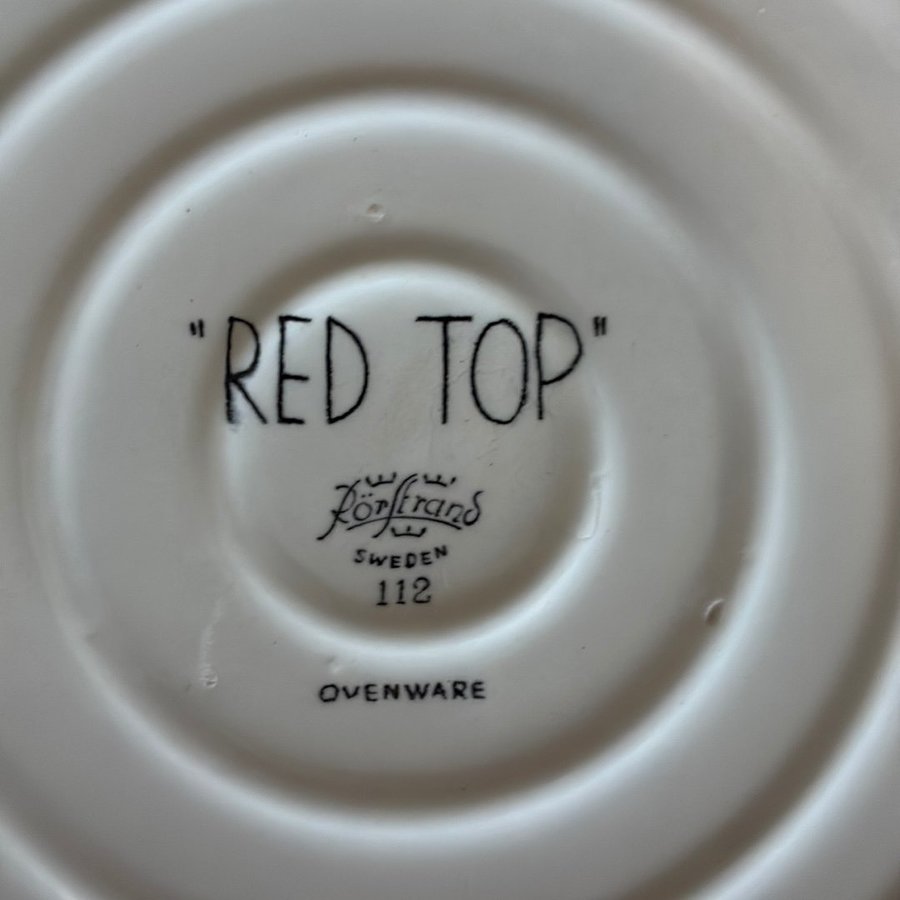 "RED TOP"
Rörstrand
SWEDEN
112
OVENWARE